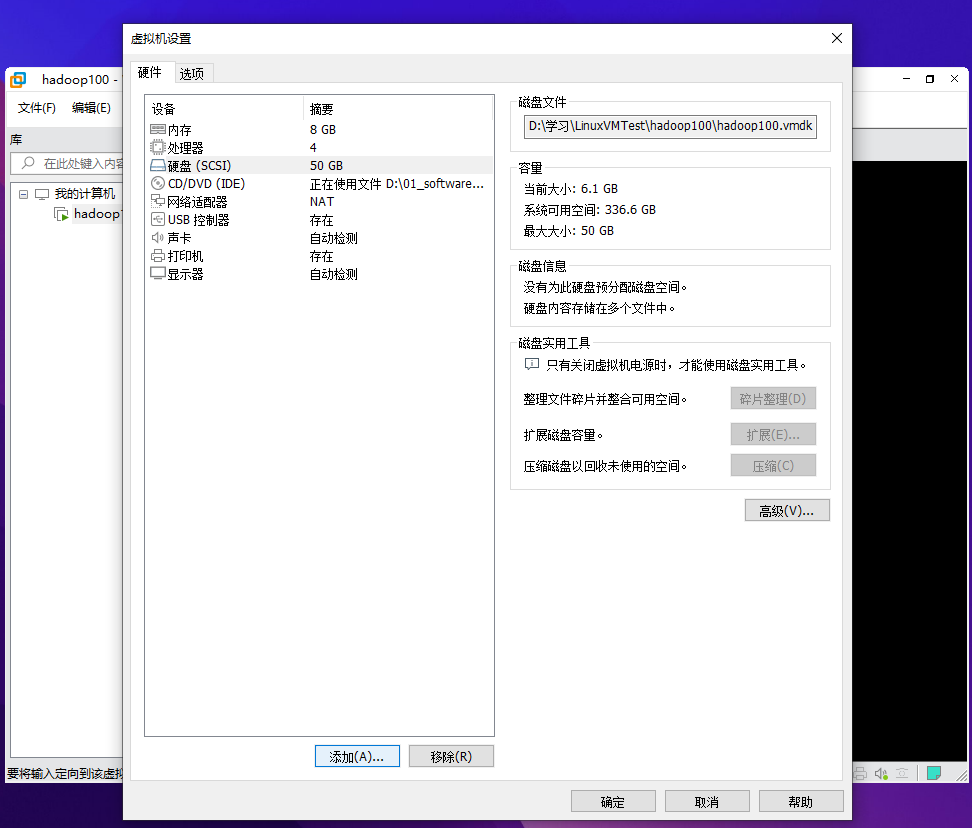 虚拟机设置
hadoop100 -
文件(F) 编辑(E)
库
在此处键入内容
我的计算机
hadoop1
要将输入定向到该虚拟
硬件 选项
设备 摘要
内存 8 GB
处理器 4
硬盘 (SCSI) 50 GB
CD/DVD (IDE) 正在使用文件 D:\01_software...
网络适配器 NAT
USB 控制器 存在
声卡 自动检测
打印机 存在
显示器 自动检测
添加(A)... 移除(R)
磁盘文件
D:\学习\LinuxVMTest\hadoop100\hadoop100.vmdk
容量
当前大小: 6.1 GB
系统可用空间: 336.6 GB
最大大小: 50 GB
磁盘信息
没有为此硬盘预分配磁盘空间。
硬盘内容存储在多个文件中。
磁盘实用工具
只有关闭虚拟机电源时，才能使用磁盘实用工具。
整理文件碎片并整合可用空间。 碎片整理(D)
扩展磁盘容量。 扩展(E)...
压缩磁盘以回收未使用的空间。 压缩(C)
高级(V)...
确定 取消 帮助